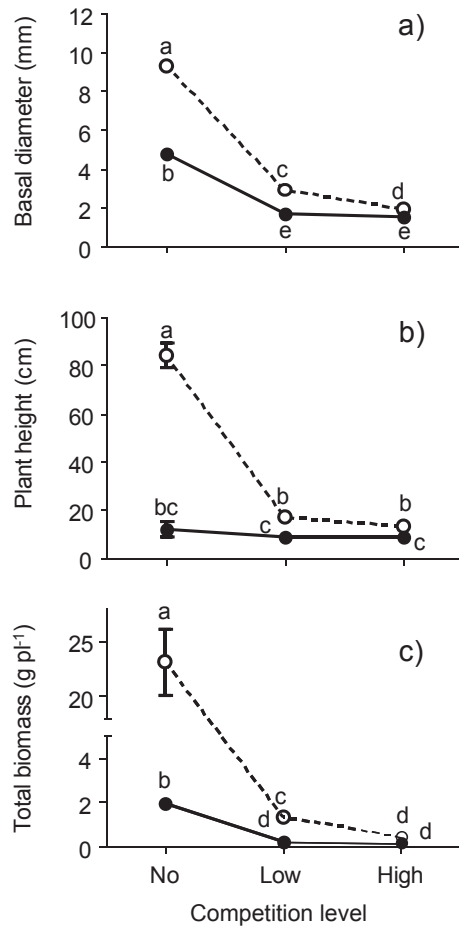 a)
Basal diameter (mm)
12
10
8
6
4
2
0
a
b
c
e
d
e
b)
Plant height (cm)
100
80
60
40
20
0
a
bc
b
c
b
c
c)
Total biomass (g pl⁻¹)
25
20
4
2
0
a
b
c
d
d
d
No Low High
Competition level